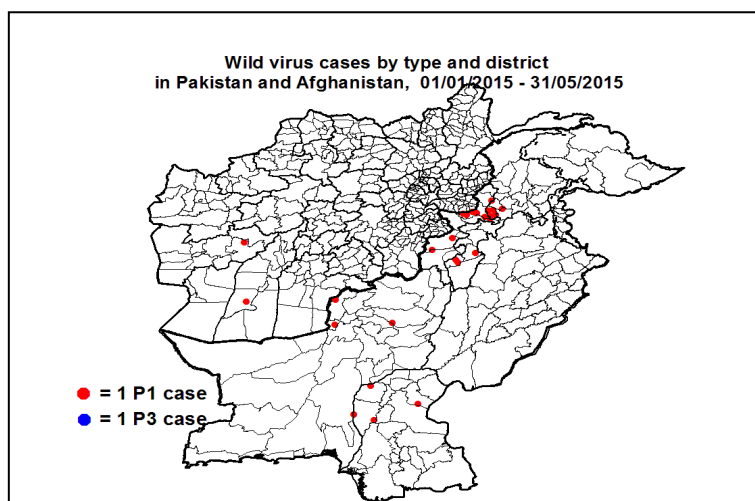 Wild virus cases by type and district
in Pakistan and Afghanistan, 01/01/2015 - 31/05/2015
= 1 P1 case
= 1 P3 case